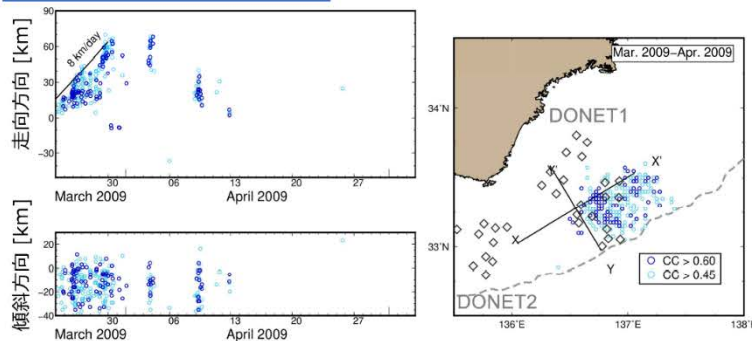 90
60
30
0
-30
走向方向 [km]
8 km/day
30
06
13
20
27
March 2009
April 2009
20
0
-20
-40
傾斜方向 [km]
30
06
13
20
27
March 2009
April 2009
Mar. 2009-Apr. 2009
34˚N
33˚N
136˚E
137˚E
138˚
DONET1
DONET2
Y'
X'
X
Y
CC > 0.60
CC > 0.45